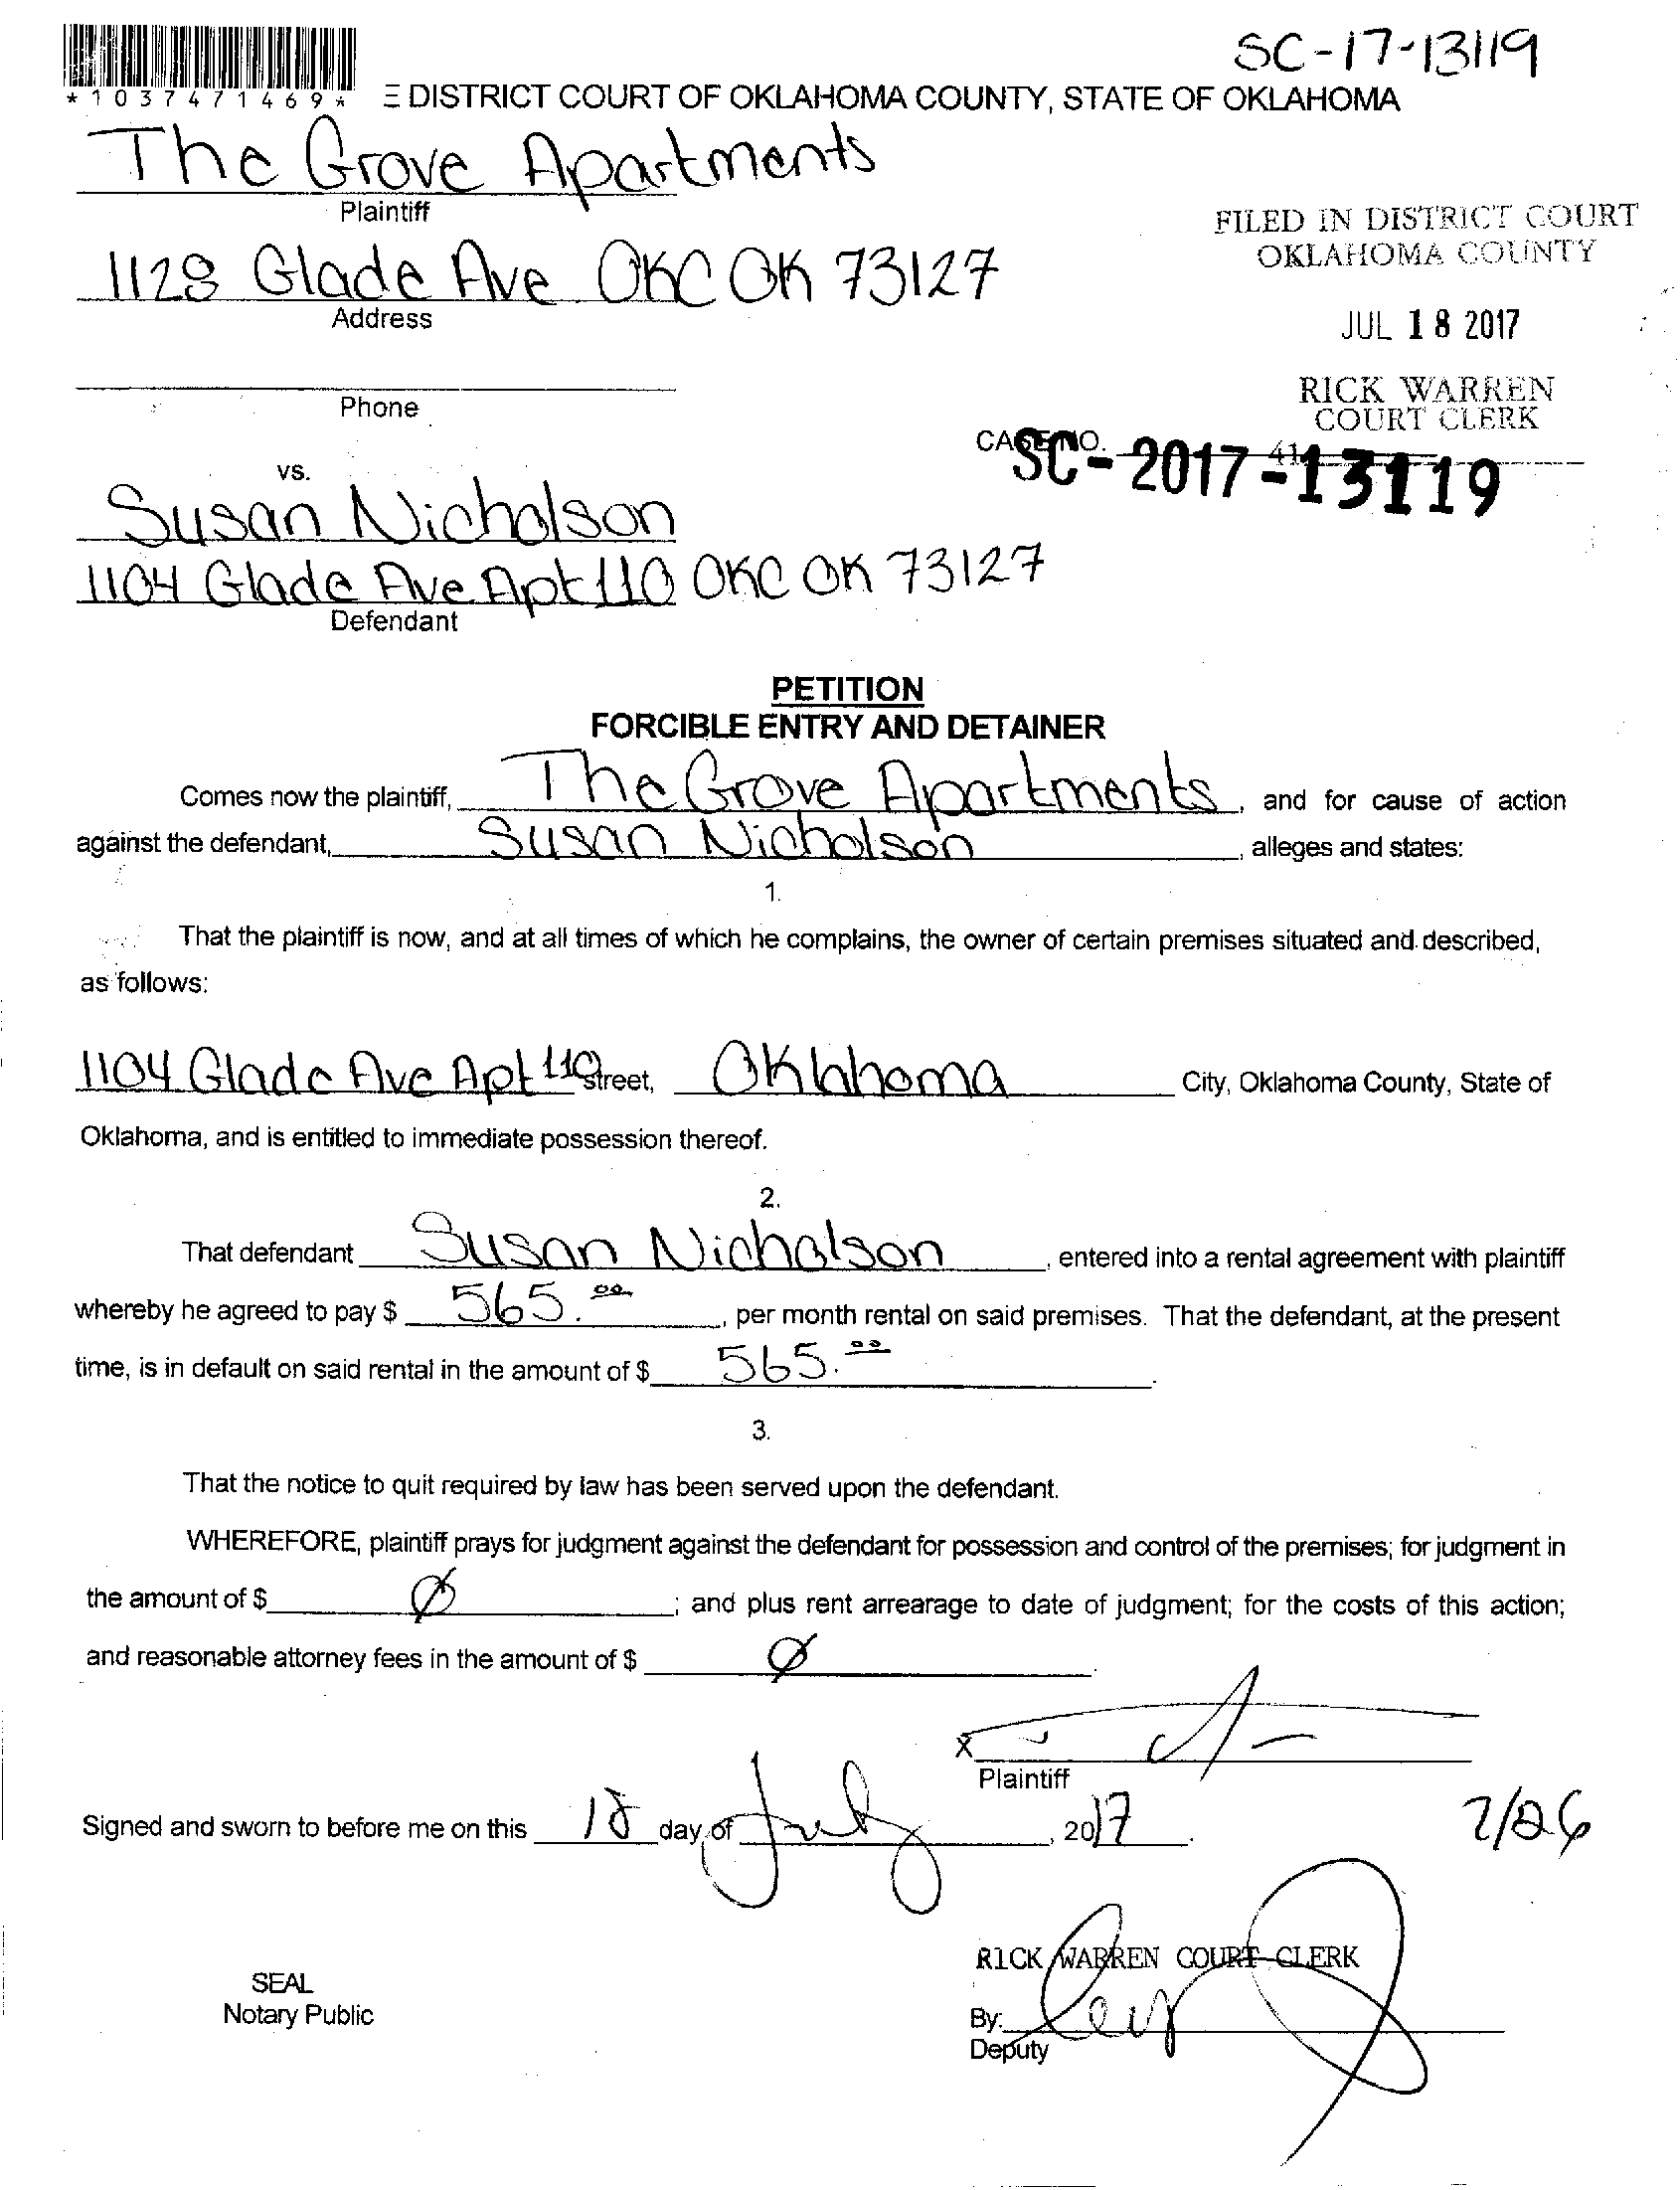 SC-17-13119
*1037471469*
E DISTRICT COURT OF OKLAHOMA COUNTY, STATE OF OKLAHOMA
The Grove Apartments
Plaintiff
FILED IN DISTRICT COURT
OKLAHOMA COUNTY
1128 Glade Ave OKC OK 73127
Address
JUL 18 2017
RICK WARREN
COURT CLERK
Phone
CASE NO.
SC-2017-13119
41
vs.
Susan Nicholson
1104 Glade Ave Apt 110 OKC OK 73127
Defendant
PETITION
FORCIBLE ENTRY AND DETAINER
Comes now the plaintiff, The Grove Apartments, and for cause of action
against the defendant, Susan Nicholson, alleges and states:
1.
That the plaintiff is now, and at all times of which he complains, the owner of certain premises situated and described,
as follows:
1104 Glade Ave Apt 110 Street, Oklahoma City, Oklahoma County, State of
Oklahoma, and is entitled to immediate possession thereof.
2.
That defendant Susan Nicholson, entered into a rental agreement with plaintiff
whereby he agreed to pay $ 565.00, per month rental on said premises. That the defendant, at the present
time, is in default on said rental in the amount of $ 565.00.
3.
That the notice to quit required by law has been served upon the defendant.
WHEREFORE, plaintiff prays for judgment against the defendant for possession and control of the premises; for judgment in
the amount of $ Ø; and plus rent arrearage to date of judgment; for the costs of this action;
and reasonable attorney fees in the amount of $ Ø.
X
Plaintiff
Signed and sworn to before me on this 18 day of July, 2017.
7/26
RICK WARREN COURT CLERK
SEAL
Notary Public
By:
Deputy